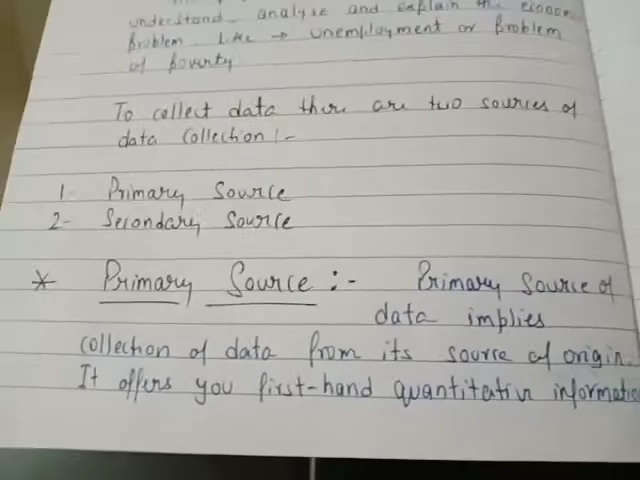 understand, analyse and explain the econom
Problem. Like → unemployment or Problem
of Poverty
To collect data there are two sources of
data Collection:-
1- Primary Source
2- Secondary Source
* Primary Source :- Primary Source of
data implies
collection of data from its source of origin.
It offers you first-hand quantitative informatio